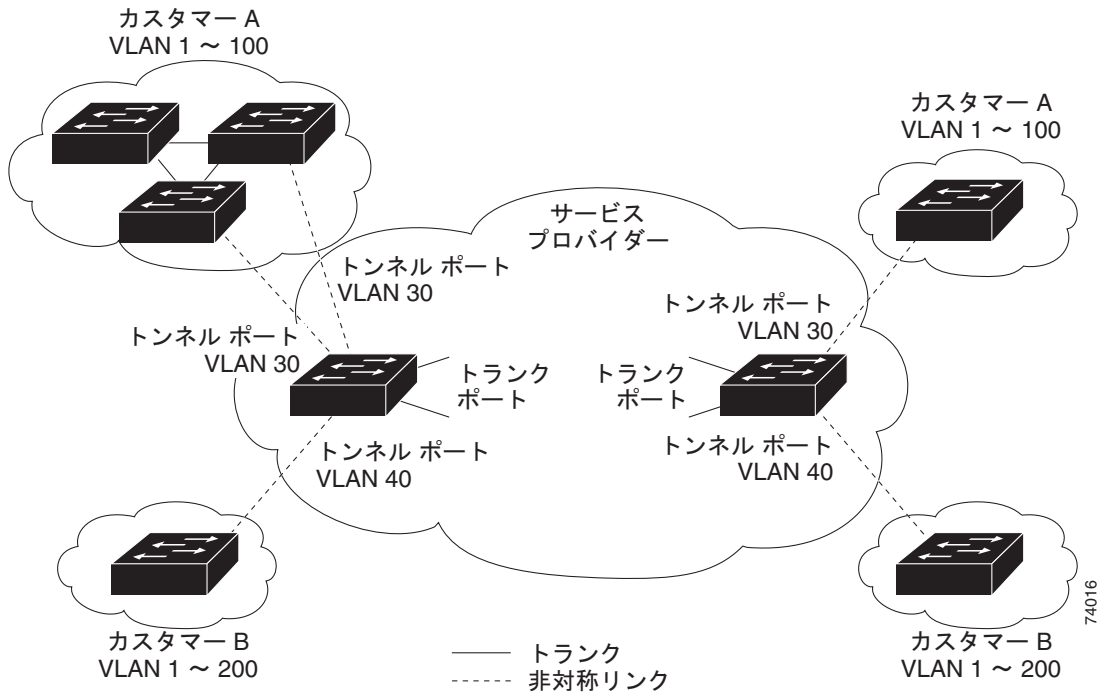 カスタマー A
VLAN 1 ～ 100
カスタマー A
VLAN 1 ～ 100
サービス
プロバイダー
トンネル ポート
VLAN 30
トンネル ポート
VLAN 30
トンネル ポート
VLAN 30
トランク
ポート
トランク
ポート
トンネル ポート
VLAN 40
トンネル ポート
VLAN 40
カスタマー B
VLAN 1 ～ 200
カスタマー B
VLAN 1 ～ 200
74016
トランク
非対称リンク